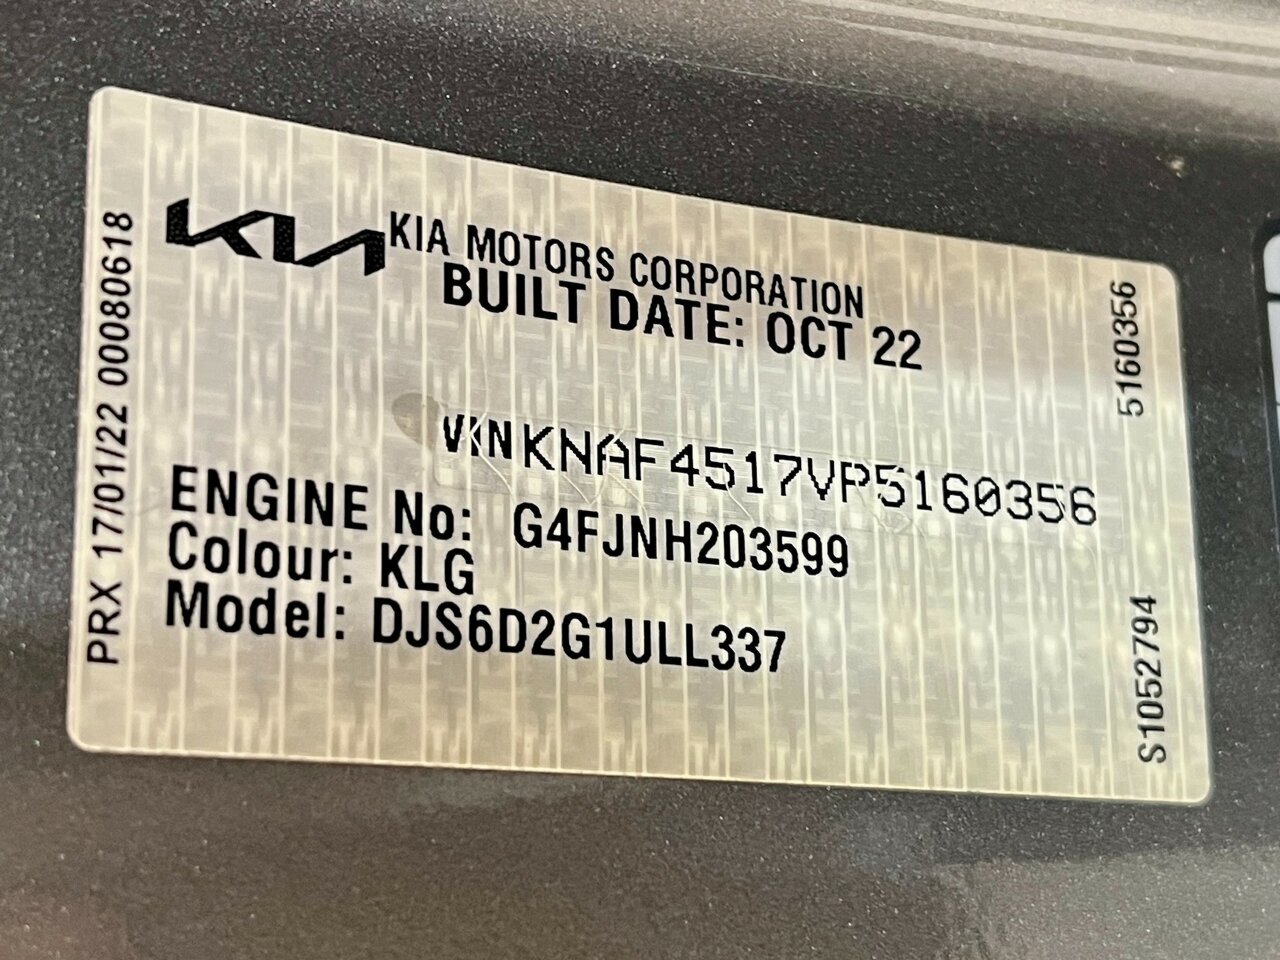 KIA KIA MOTORS CORPORATION
BUILT DATE: OCT 22
VIN KNAF4517VP5160356
ENGINE No: G4FJNH203599
Colour: KLG
Model: DJS6D2G1ULL337
PRX 17/01/22 00080618
5160356
S1052794